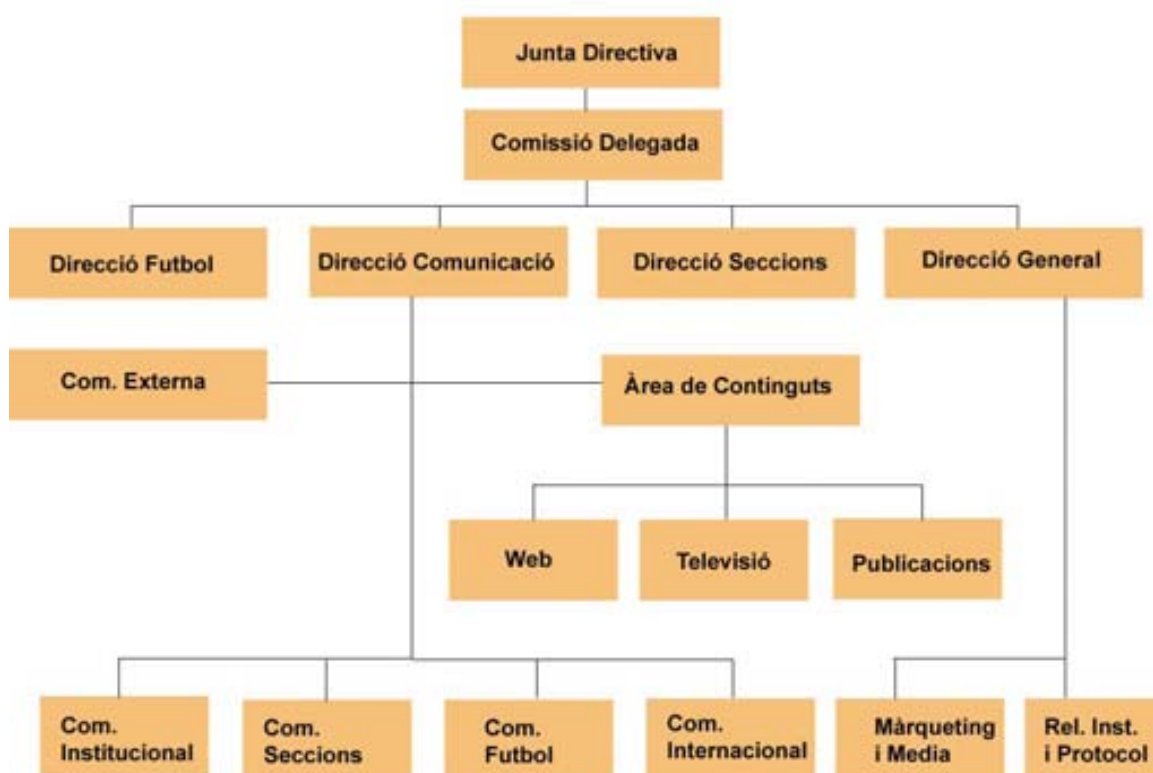 Junta Directiva
Comissió Delegada
Direcció Futbol
Direcció Comunicació
Direcció Seccions
Direcció General
Com. Externa
Àrea de Continguts
Web
Televisió
Publicacions
Com.
Institucional
Com.
Seccions
Com.
Futbol
Com.
Internacional
Màrqueting
i Media
Rel. Inst.
i Protocol